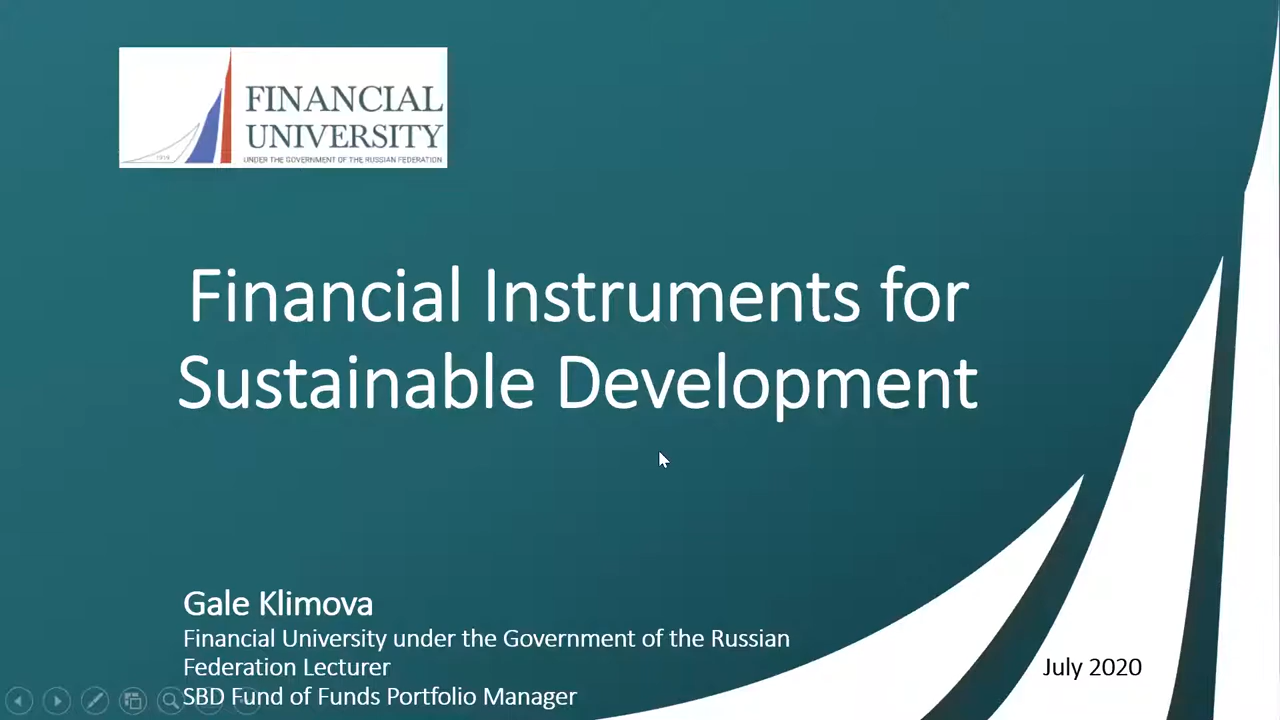 FINANCIAL
UNIVERSITY
UNDER THE GOVERNMENT OF THE RUSSIAN FEDERATION
Financial Instruments for
Sustainable Development
Gale Klimova
Financial University under the Government of the Russian
Federation Lecturer
SBD Fund of Funds Portfolio Manager
July 2020